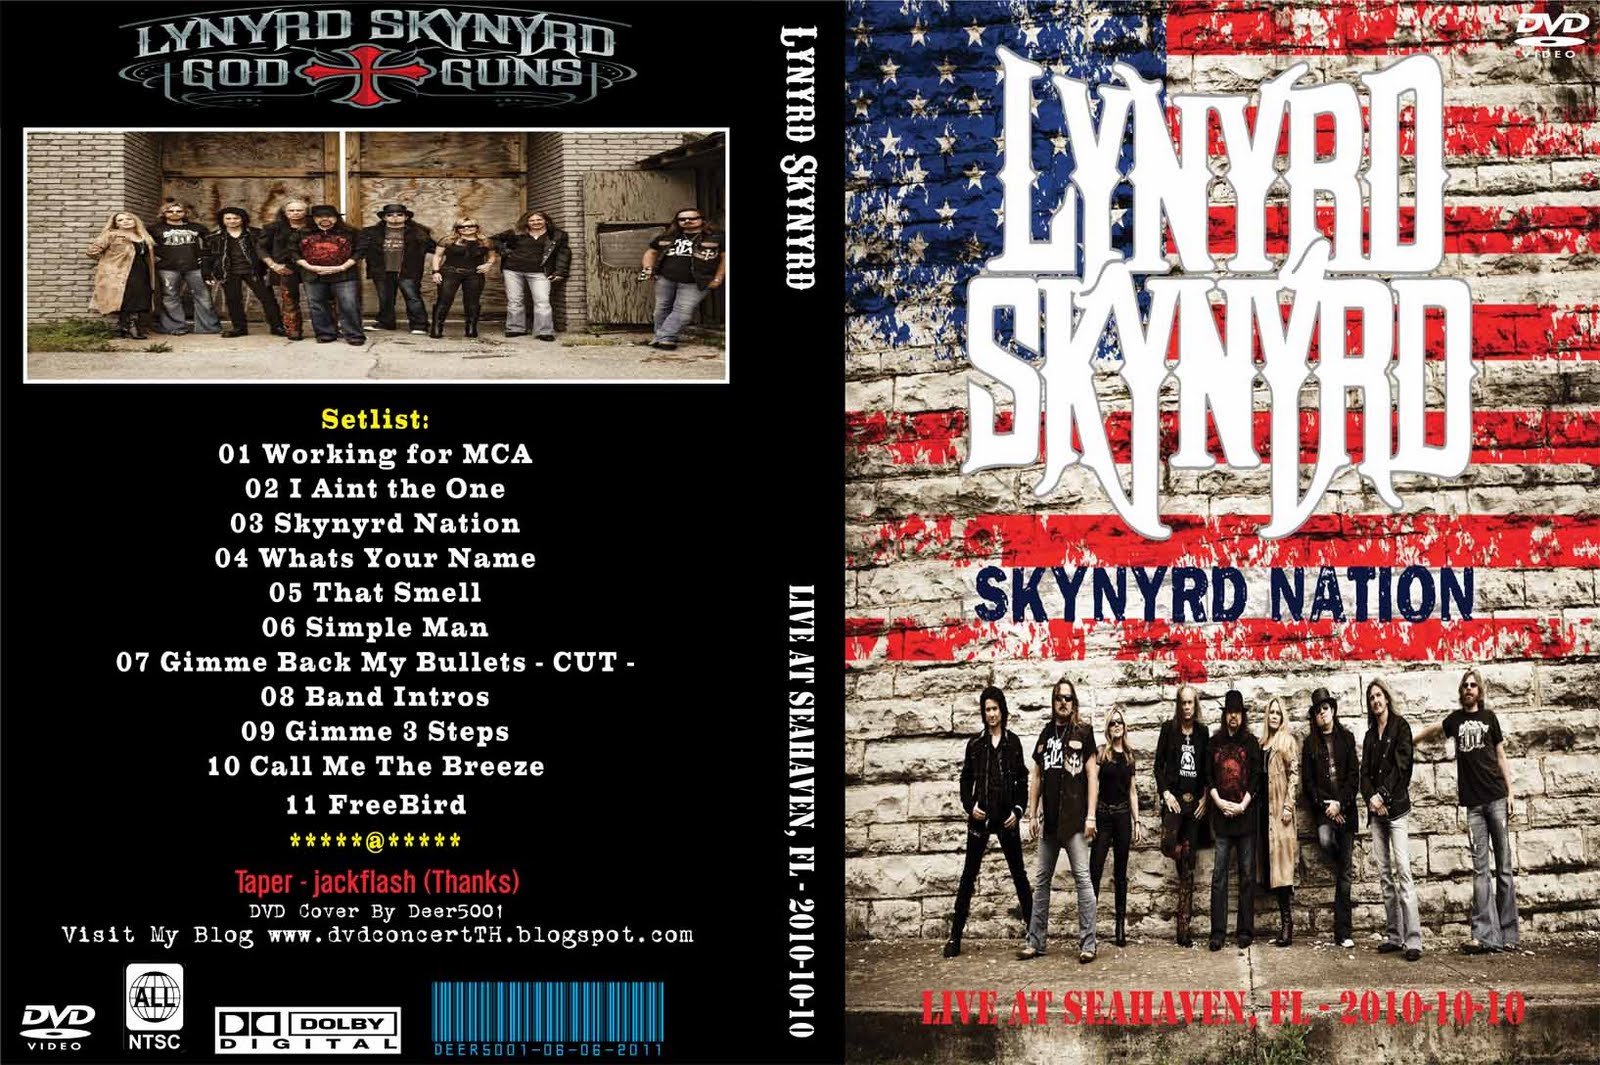 LYNYRD SKYNYRD
GOD GUNS
Setlist:
01 Working for MCA
02 I Aint the One
03 Skynyrd Nation
04 Whats Your Name
05 That Smell
06 Simple Man
07 Gimme Back My Bullets - CUT -
08 Band Intros
09 Gimme 3 Steps
10 Call Me The Breeze
11 FreeBird
*****@*****
Taper - jackflash (Thanks)
DVD Cover By Deer5001
Visit My Blog www.dvdconcertTH.blogspot.com
DVD
VIDEO
ALL
NTSC
DOLBY
DIGITAL
DEER5001-06-06-2011
LYNYRD SKYNYRD
LIVE AT SEAHAVEN, FL - 2010-10-10
DVD
VIDEO
LYNYRD
SKYNYRD
SKYNYRD NATION
LIVE AT SEAHAVEN, FL - 2010-10-10